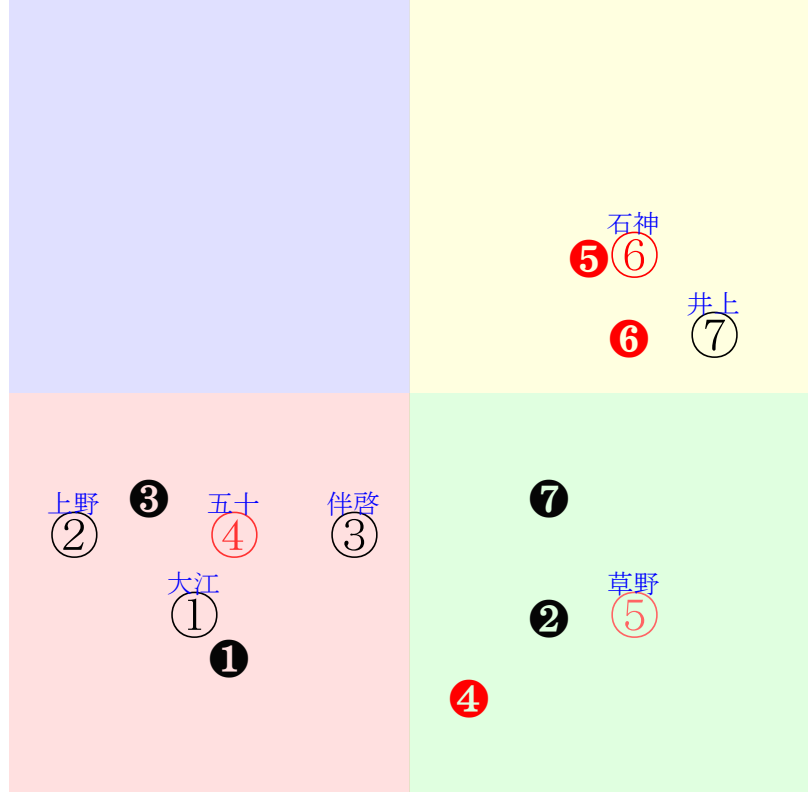 石神
❺ ⑥
井上
❻ ⑦
上野 ❸ 五十 伴啓 ❼
② ④ ③
大江 草野
① ❷ ⑤
❶
❹